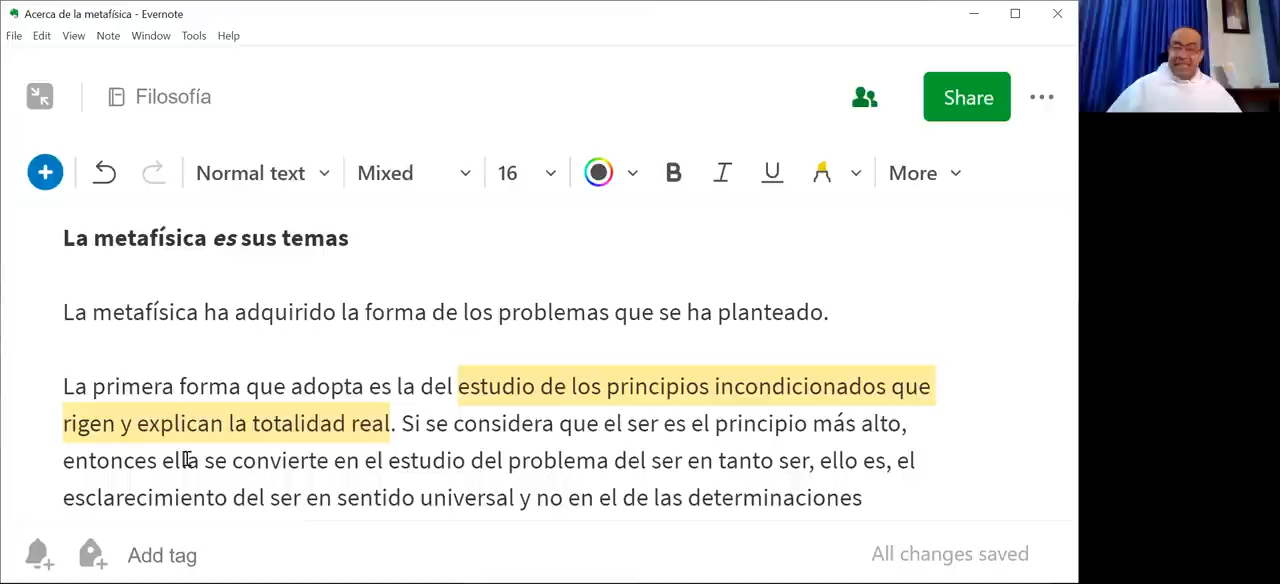 Acerca de la metafísica - Evernote
File Edit View Note Window Tools Help
Filosofía
Share
Normal text Mixed 16 B I U A More
La metafísica es sus temas
La metafísica ha adquirido la forma de los problemas que se ha planteado.
La primera forma que adopta es la del estudio de los principios incondicionados que
rigen y explican la totalidad real. Si se considera que el ser es el principio más alto,
entonces ella se convierte en el estudio del problema del ser en tanto ser, ello es, el
esclarecimiento del ser en sentido universal y no en el de las determinaciones
Add tag
All changes saved